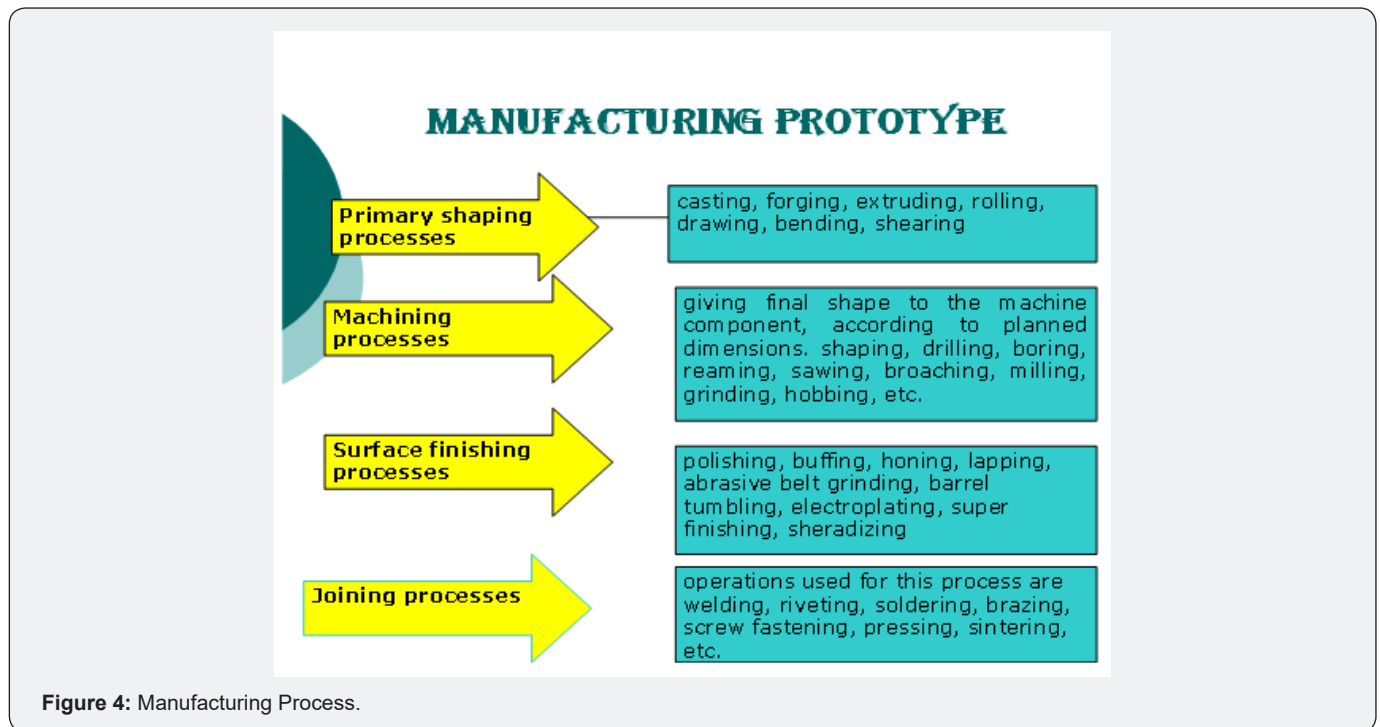 MANUFACTURING PROTOTYPE
Primary shaping
processes
casting, forging, extruding, rolling,
drawing, bending, shearing
Machining
processes
giving final shape to the machine
component, according to planned
dimensions. shaping, drilling, boring,
reaming, sawing, broaching, milling,
grinding, hobbing, etc.
Surface finishing
processes
polishing, buffing, honing, lapping,
abrasive belt grinding, barrel
tumbling, electroplating, super
finishing, sheradizing
Joining processes
operations used for this process are
welding, riveting, soldering, brazing,
screw fastening, pressing, sintering,
etc.
Figure 4: Manufacturing Process.